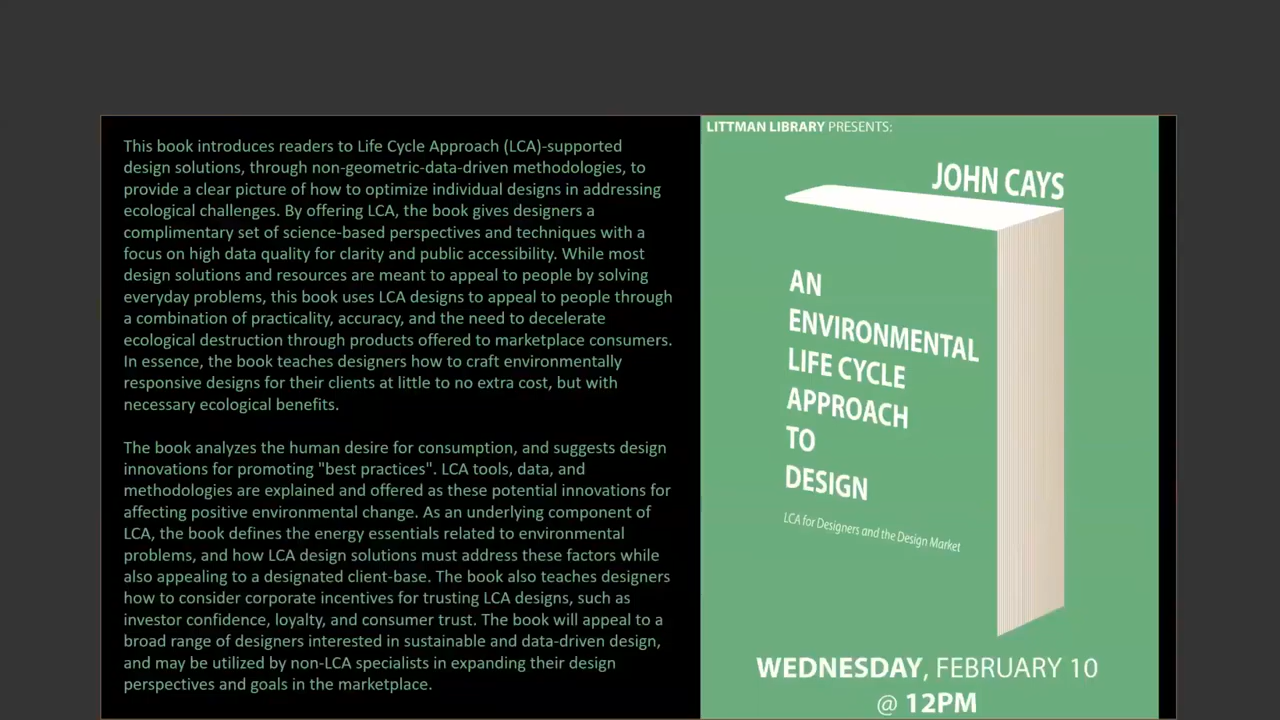 This book introduces readers to Life Cycle Approach (LCA)-supported
design solutions, through non-geometric-data-driven methodologies, to
provide a clear picture of how to optimize individual designs in addressing
ecological challenges. By offering LCA, the book gives designers a
complimentary set of science-based perspectives and techniques with a
focus on high data quality for clarity and public accessibility. While most
design solutions and resources are meant to appeal to people by solving
everyday problems, this book uses LCA designs to appeal to people through
a combination of practicality, accuracy, and the need to decelerate
ecological destruction through products offered to marketplace consumers.
In essence, the book teaches designers how to craft environmentally
responsive designs for their clients at little to no extra cost, but with
necessary ecological benefits.
The book analyzes the human desire for consumption, and suggests design
innovations for promoting "best practices". LCA tools, data, and
methodologies are explained and offered as these potential innovations for
affecting positive environmental change. As an underlying component of
LCA, the book defines the energy essentials related to environmental
problems, and how LCA design solutions must address these factors while
also appealing to a designated client-base. The book also teaches designers
how to consider corporate incentives for trusting LCA designs, such as
investor confidence, loyalty, and consumer trust. The book will appeal to a
broad range of designers interested in sustainable and data-driven design,
and may be utilized by non-LCA specialists in expanding their design
perspectives and goals in the marketplace.
LITTMAN LIBRARY PRESENTS:
JOHN CAYS
AN
ENVIRONMENTAL
LIFE CYCLE
APPROACH
TO
DESIGN
LCA for Designers and the Design Market
WEDNESDAY, FEBRUARY 10
@ 12PM